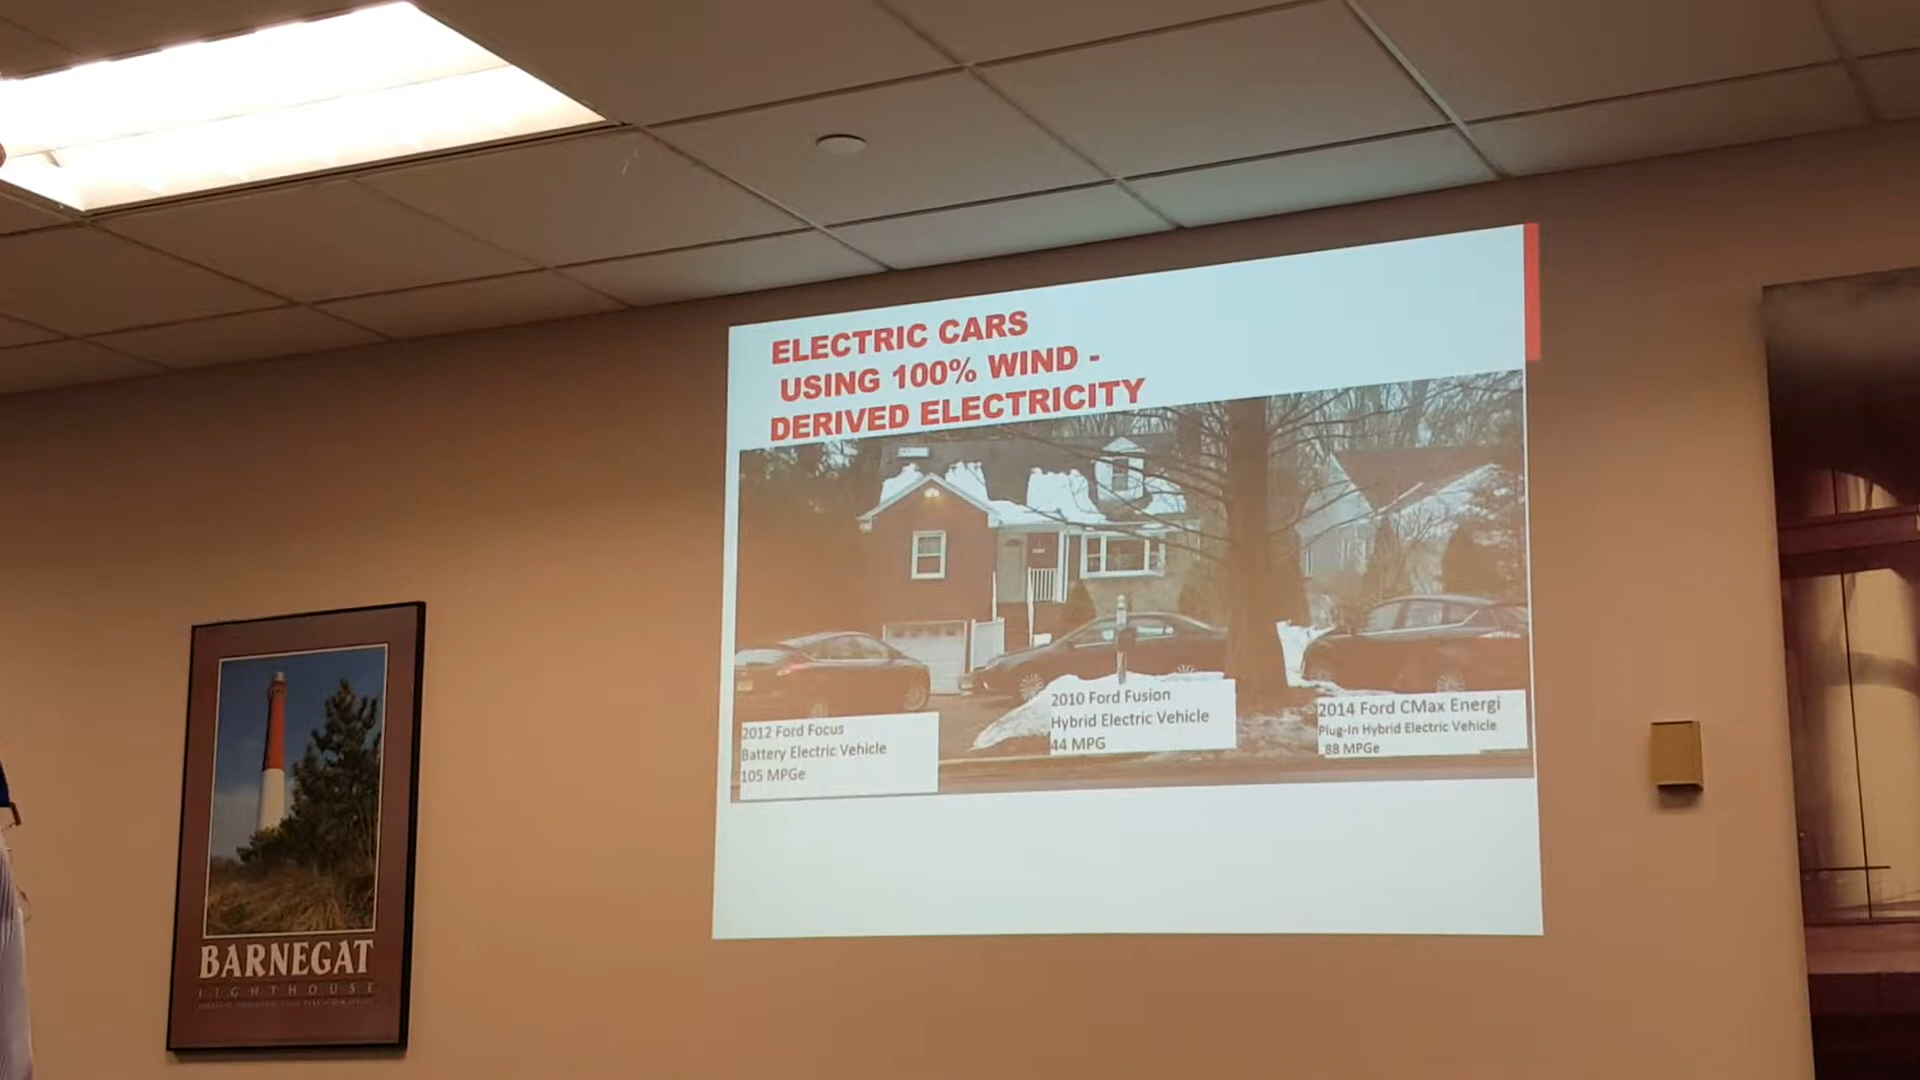 ELECTRIC CARS
USING 100% WIND -
DERIVED ELECTRICITY
2012 Ford Focus
Battery Electric Vehicle
105 MPGe
2010 Ford Fusion
Hybrid Electric Vehicle
44 MPG
2014 Ford CMax Energi
Plug-In Hybrid Electric Vehicle
88 MPGe
BARNEGAT
LIGHTHOUSE